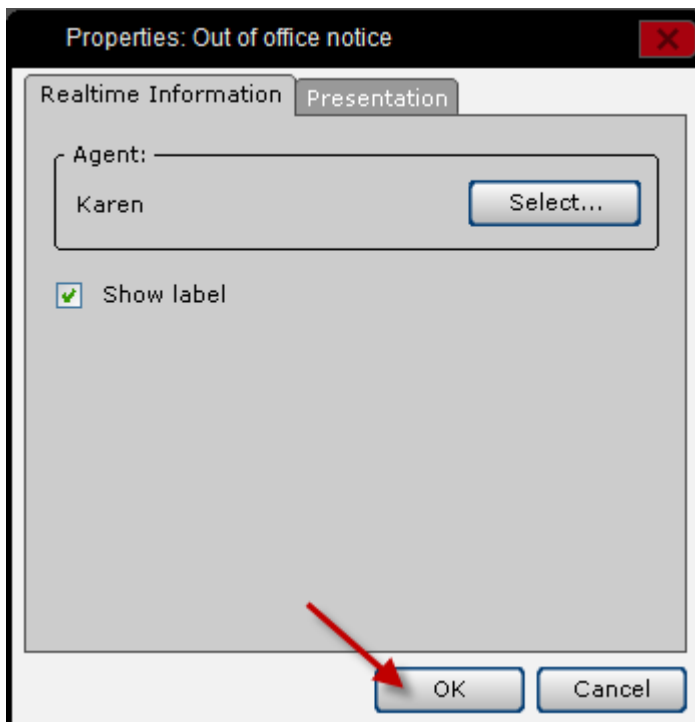 Properties: Out of office notice
Realtime Information Presentation
Agent:
Karen Select...
Show label
OK Cancel